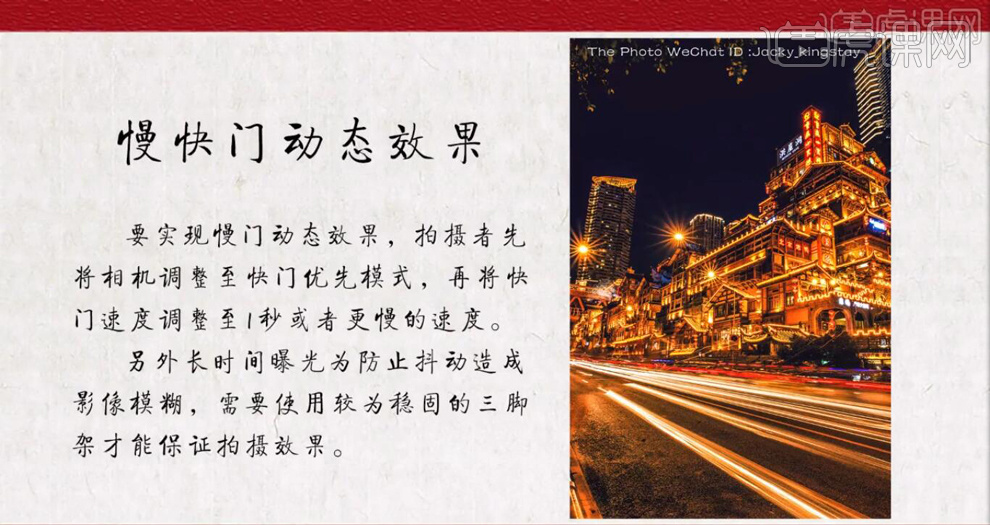 虎课网
The Photo WeChat ID :Jacky_kingstay
洪崖洞
慢快门动态效果
要实现慢门动态效果，拍摄者先
将相机调整至快门优先模式，再将快
门速度调整至1秒或者更慢的速度。
另外长时间曝光为防止抖动造成
影像模糊，需要使用较为稳固的三脚
架才能保证拍摄效果。